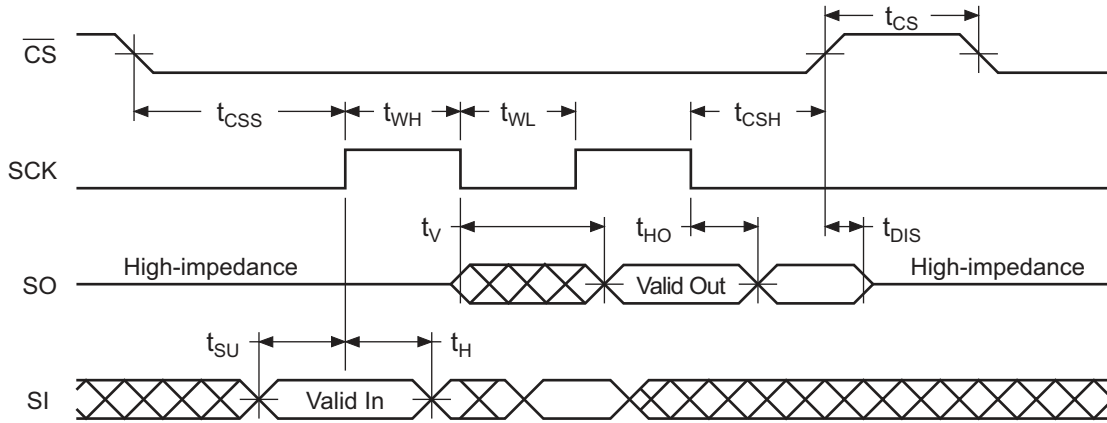 t_CS
CS
t_CSS t_WH t_WL t_CSH
SCK
t_V t_HO t_DIS
High-impedance High-impedance
SO Valid Out
t_SU t_H
SI Valid In